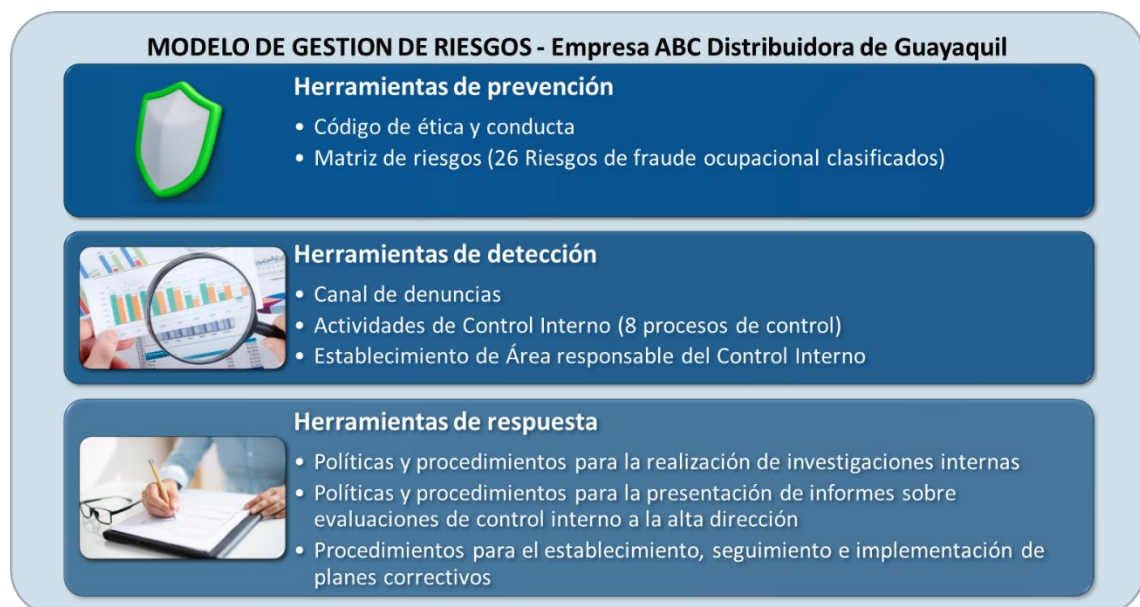 MODELO DE GESTION DE RIESGOS - Empresa ABC Distribuidora de Guayaquil
Herramientas de prevención
• Código de ética y conducta
• Matriz de riesgos (26 Riesgos de fraude ocupacional clasificados)
Herramientas de detección
• Canal de denuncias
• Actividades de Control Interno (8 procesos de control)
• Establecimiento de Área responsable del Control Interno
Herramientas de respuesta
• Políticas y procedimientos para la realización de investigaciones internas
• Políticas y procedimientos para la presentación de informes sobre
evaluaciones de control interno a la alta dirección
• Procedimientos para el establecimiento, seguimiento e implementación de
planes correctivos